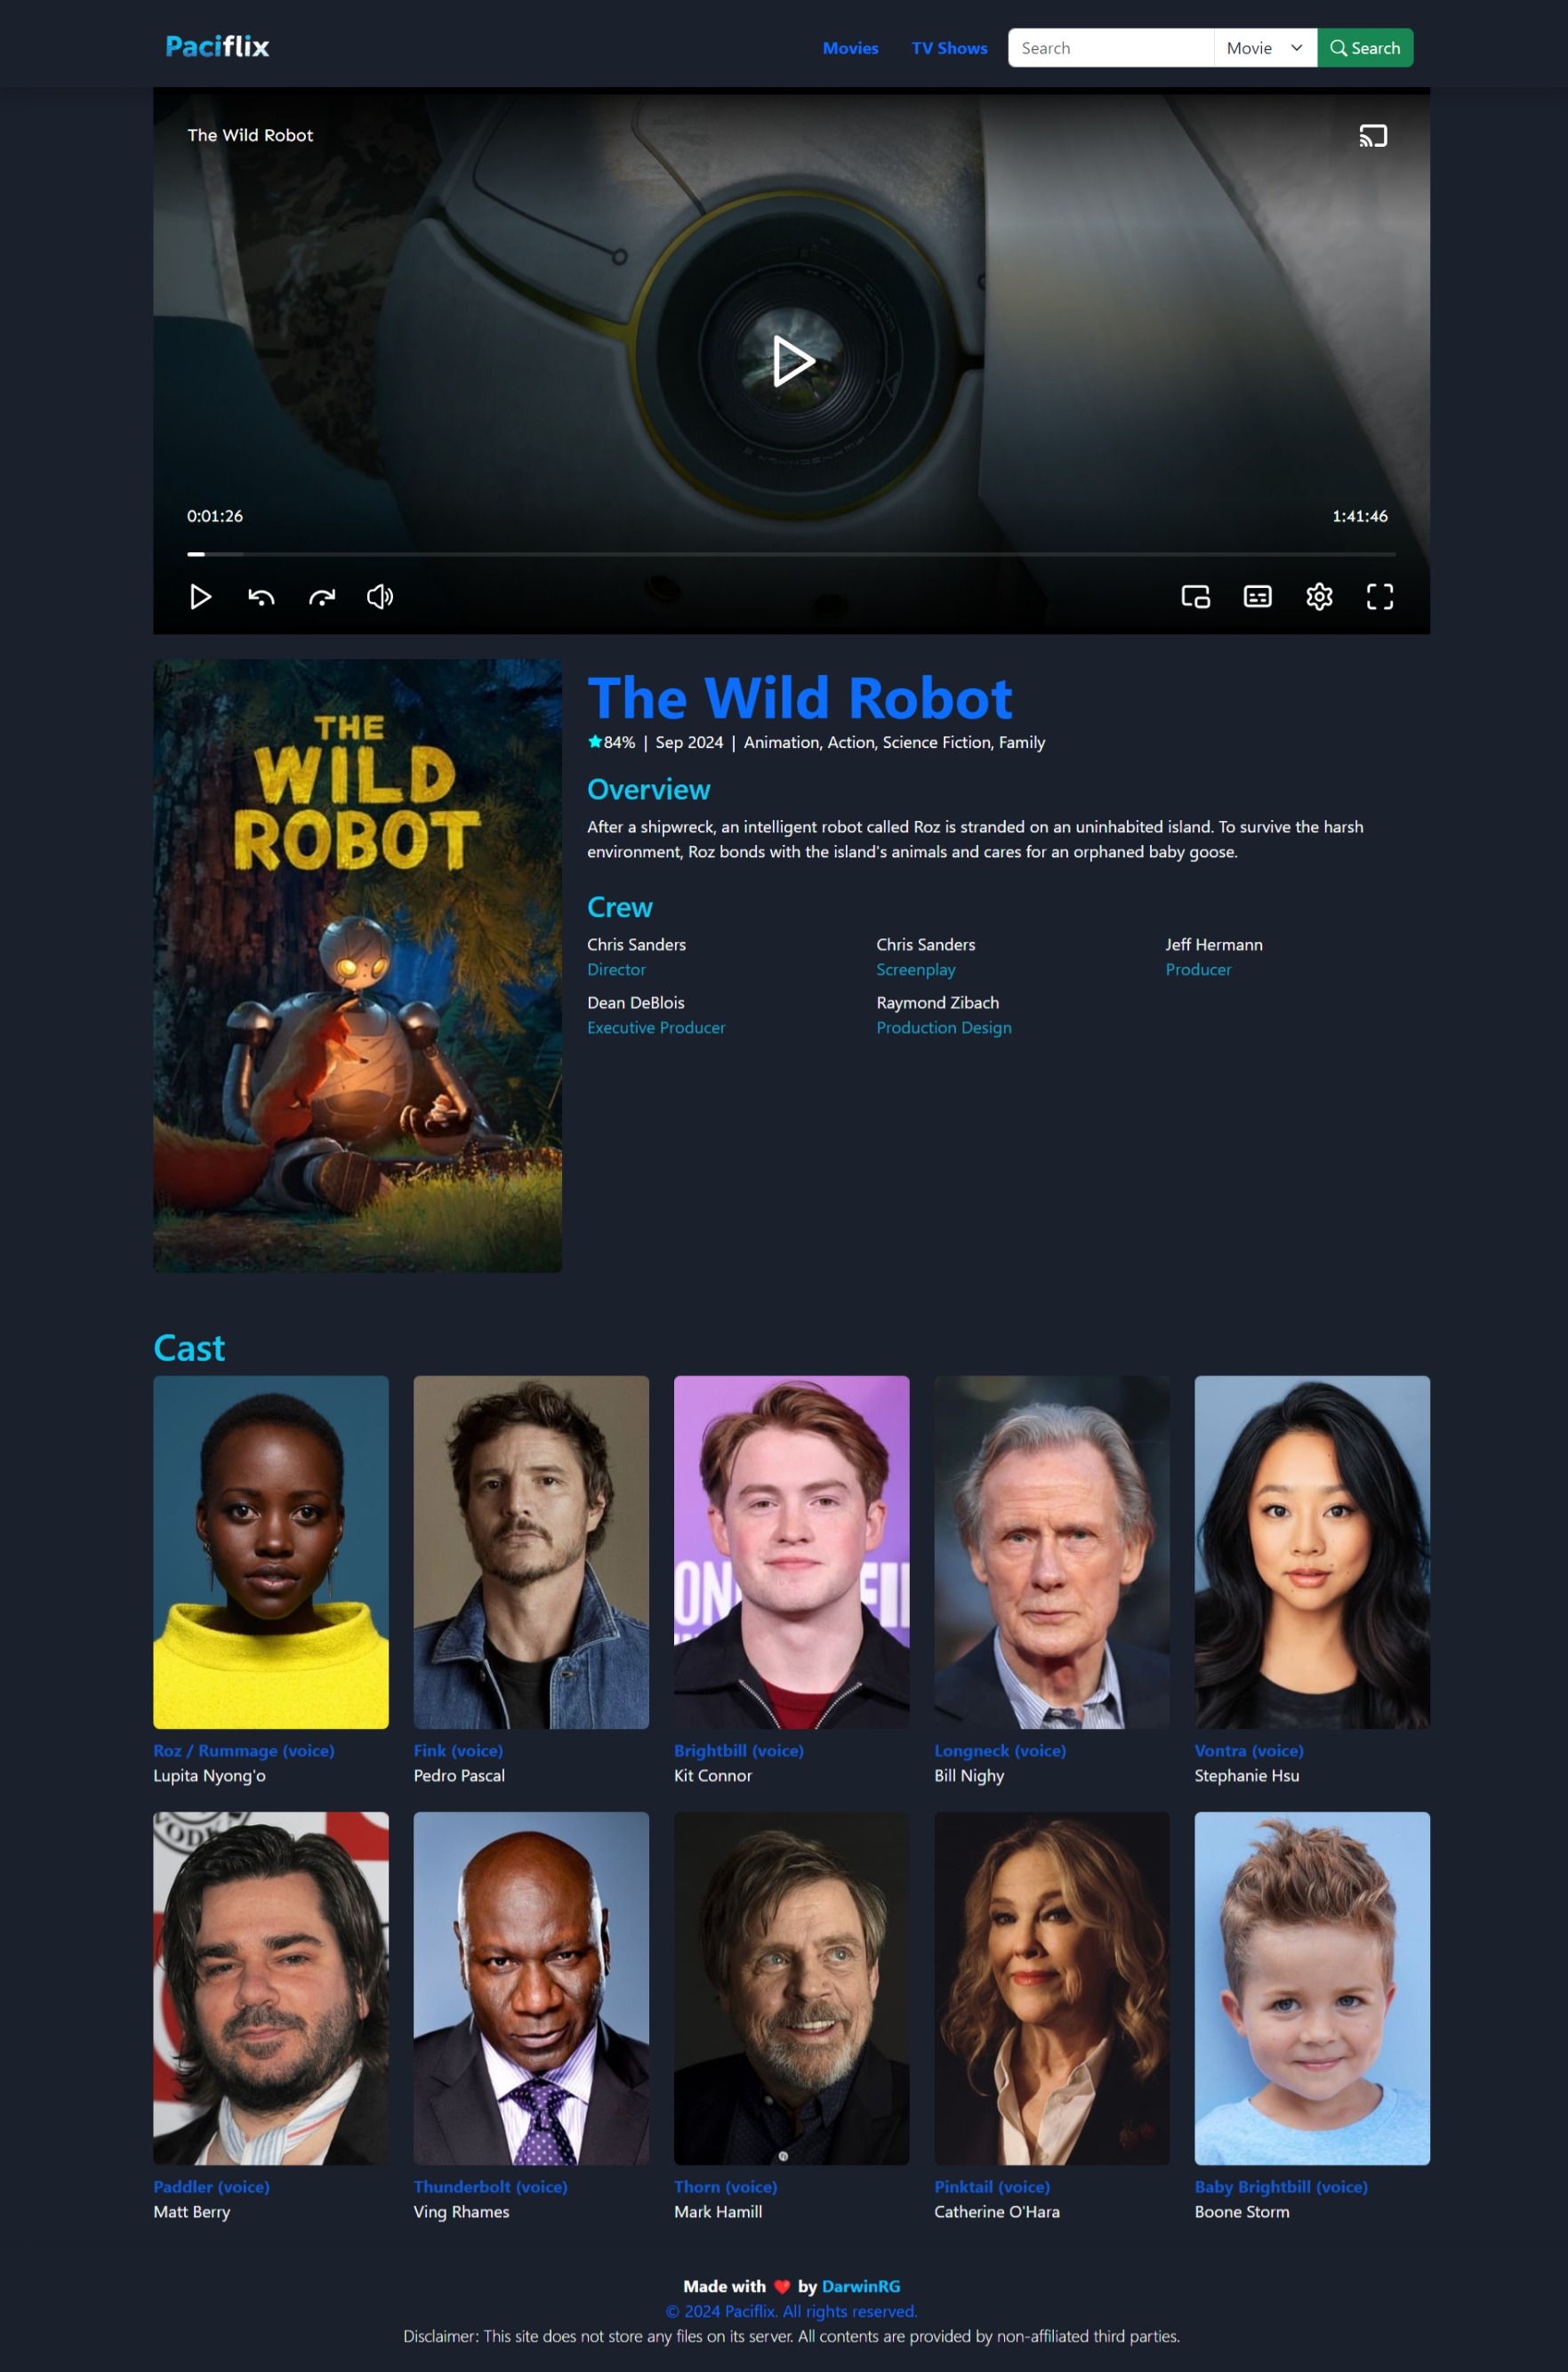 Paciflix
Movies
TV Shows
Search
Movie
Search
The Wild Robot
0:01:26
1:41:46
THE
WILD
ROBOT
The Wild Robot
84% | Sep 2024 | Animation, Action, Science Fiction, Family
Overview
After a shipwreck, an intelligent robot called Roz is stranded on an uninhabited island. To survive the harsh
environment, Roz bonds with the island's animals and cares for an orphaned baby goose.
Crew
Chris Sanders
Director
Chris Sanders
Screenplay
Jeff Hermann
Producer
Dean DeBlois
Executive Producer
Raymond Zibach
Production Design
Cast
Roz / Rummage (voice)
Lupita Nyong'o
Fink (voice)
Pedro Pascal
Brightbill (voice)
Kit Connor
Longneck (voice)
Bill Nighy
Vontra (voice)
Stephanie Hsu
VODK
Paddler (voice)
Matt Berry
Thunderbolt (voice)
Ving Rhames
Thorn (voice)
Mark Hamill
Pinktail (voice)
Catherine O'Hara
Baby Brightbill (voice)
Boone Storm
Made with ❤️ by DarwinRG
© 2024 Paciflix. All rights reserved.
Disclaimer: This site does not store any files on its server. All contents are provided by non-affiliated third parties.